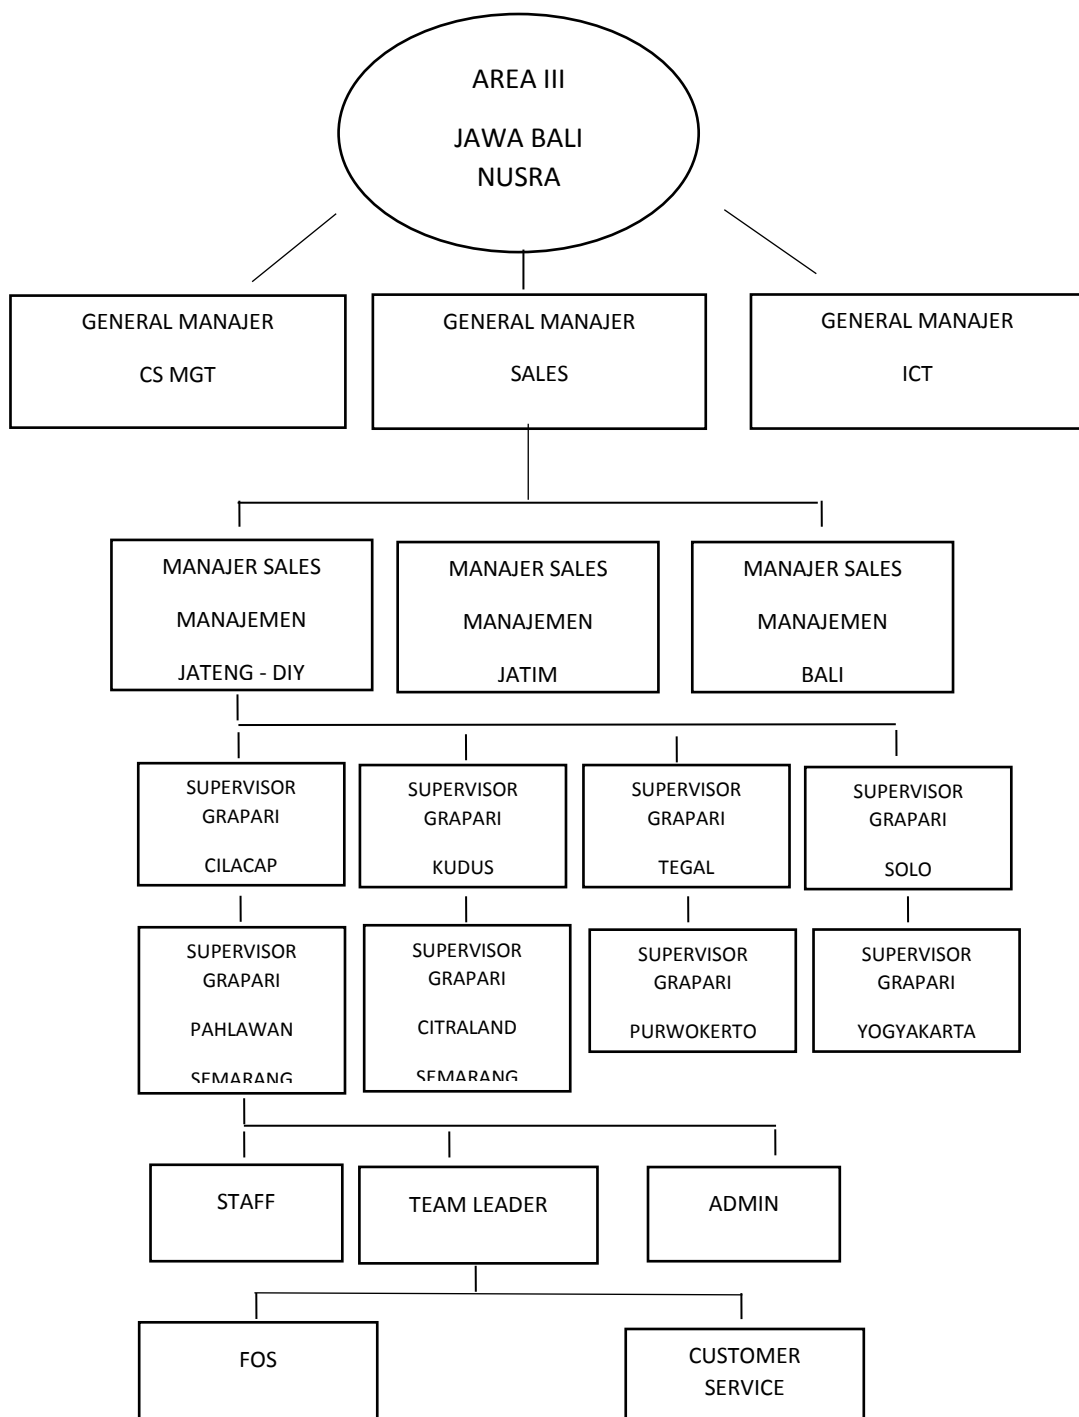 AREA III
JAWA BALI
NUSRA
GENERAL MANAJER
CS MGT
GENERAL MANAJER
SALES
GENERAL MANAJER
ICT
MANAJER SALES
MANAJEMEN
JATENG - DIY
MANAJER SALES
MANAJEMEN
JATIM
MANAJER SALES
MANAJEMEN
BALI
SUPERVISOR
GRAPARI
CILACAP
SUPERVISOR
GRAPARI
KUDUS
SUPERVISOR
GRAPARI
TEGAL
SUPERVISOR
GRAPARI
SOLO
SUPERVISOR
GRAPARI
PAHLAWAN
SEMARANG
SUPERVISOR
GRAPARI
CITRALAND
SEMARANG
SUPERVISOR
GRAPARI
PURWOKERTO
SUPERVISOR
GRAPARI
YOGYAKARTA
STAFF
TEAM LEADER
ADMIN
FOS
CUSTOMER
SERVICE